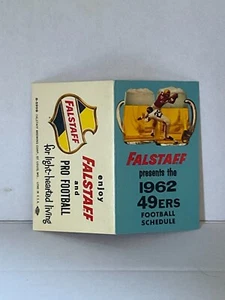 FALSTAFF
enjoy
FALSTAFF
and
PRO FOOTBALL
for light-hearted living
FALSTAFF
presents the
1962
49ERS
FOOTBALL
SCHEDULE